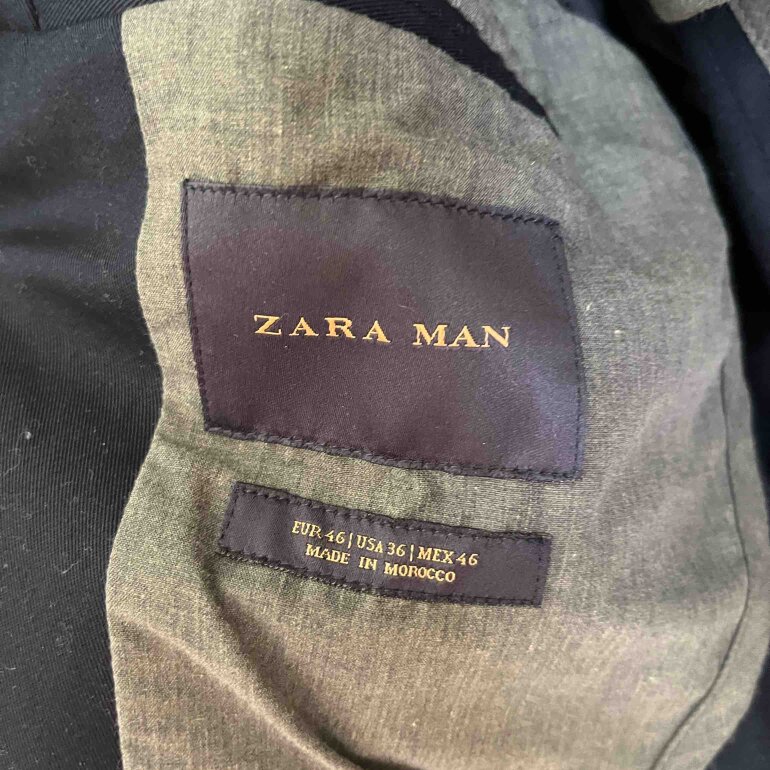 ZARA MAN
EUR 46 | USA 36 | MEX 46
MADE IN MOROCCO